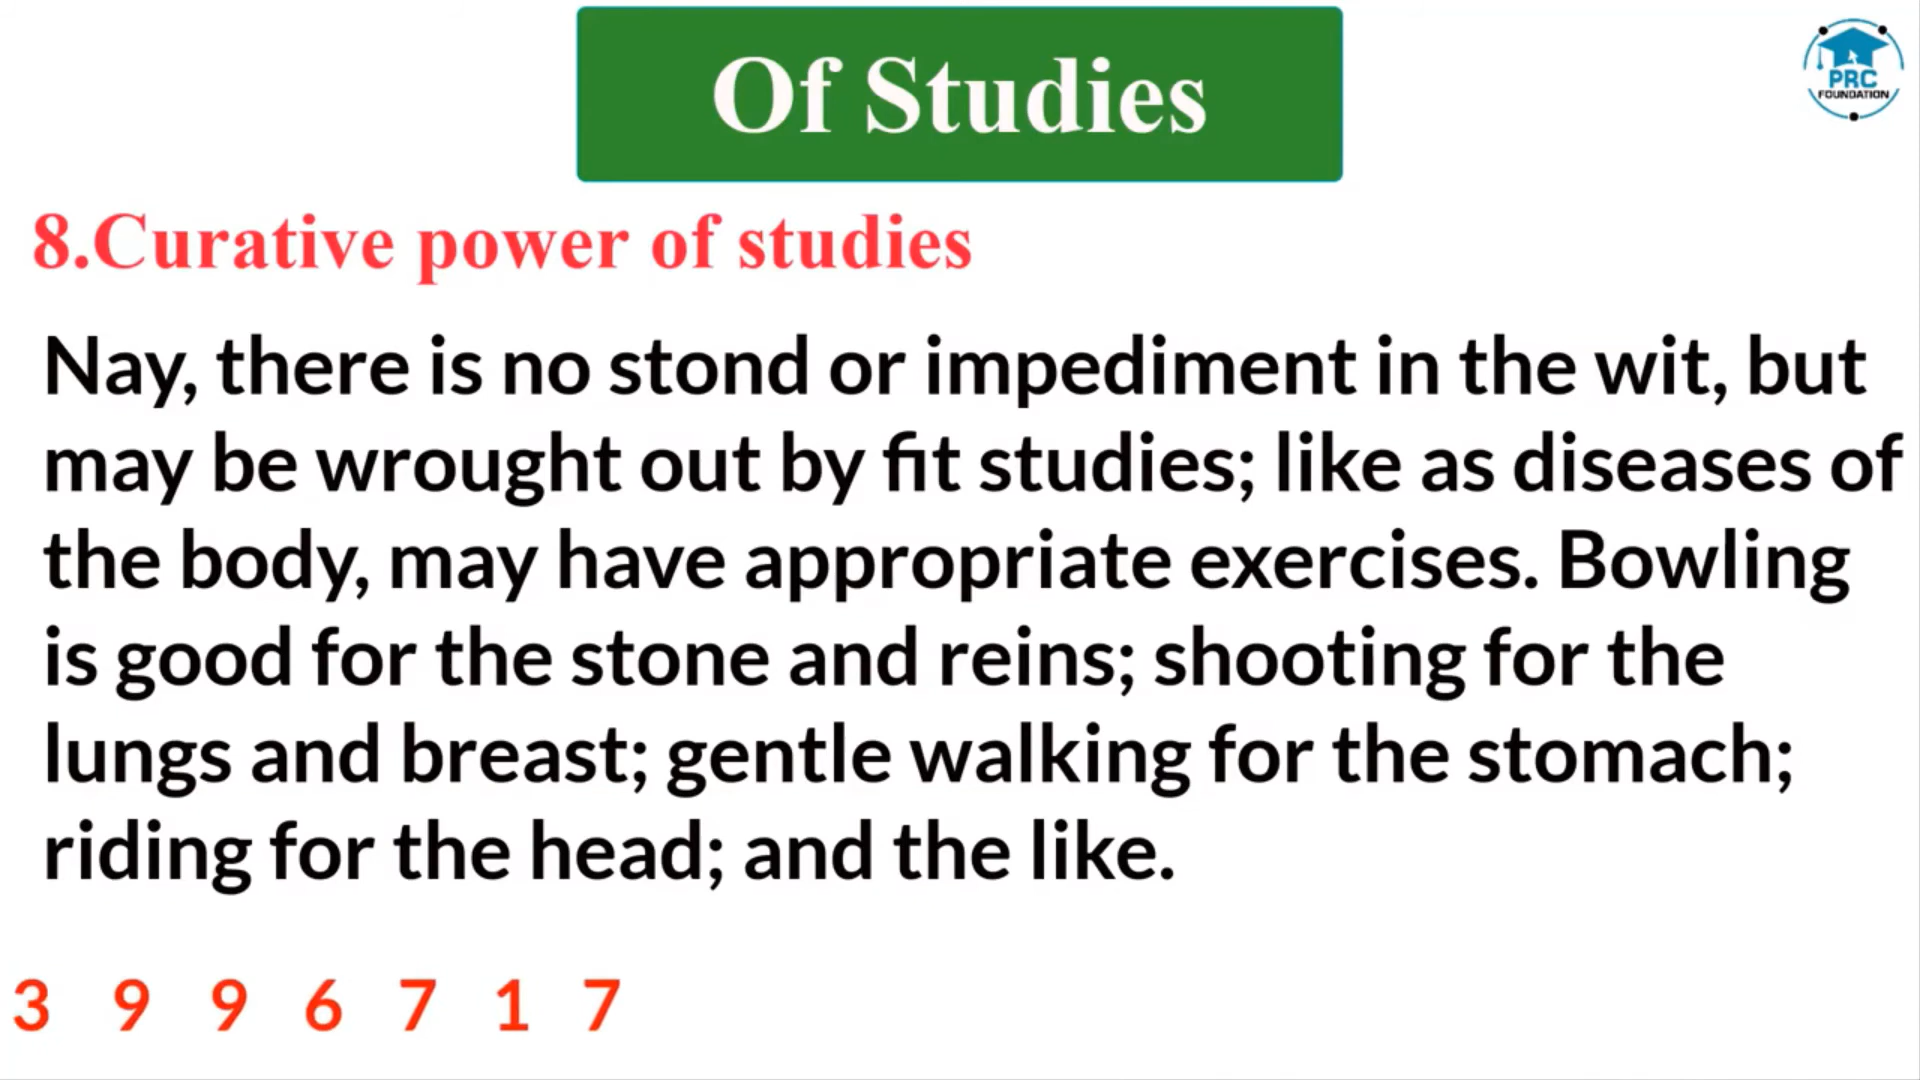 Of Studies
PRC
FOUNDATION
8.Curative power of studies
Nay, there is no stond or impediment in the wit, but
may be wrought out by fit studies; like as diseases of
the body, may have appropriate exercises. Bowling
is good for the stone and reins; shooting for the
lungs and breast; gentle walking for the stomach;
riding for the head; and the like.
3 9 9 6 7 1 7